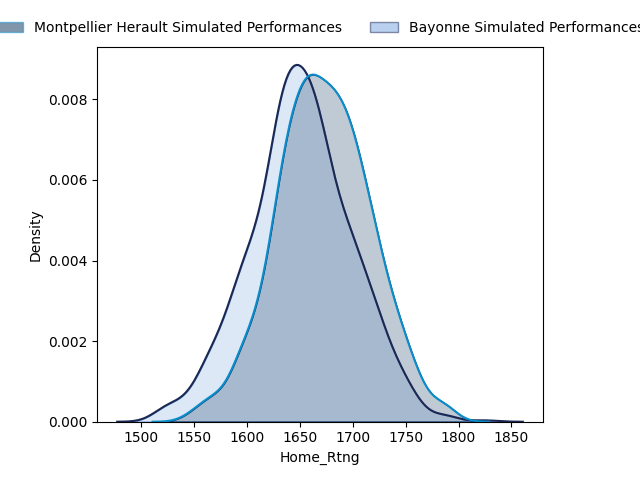 Montpellier Herault Simulated Performances Bayonne Simulated Performances
0.008
0.006
0.004
0.002
0.000
Density
1500 1550 1600 1650 1700 1750 1800 1850
Home_Rtng